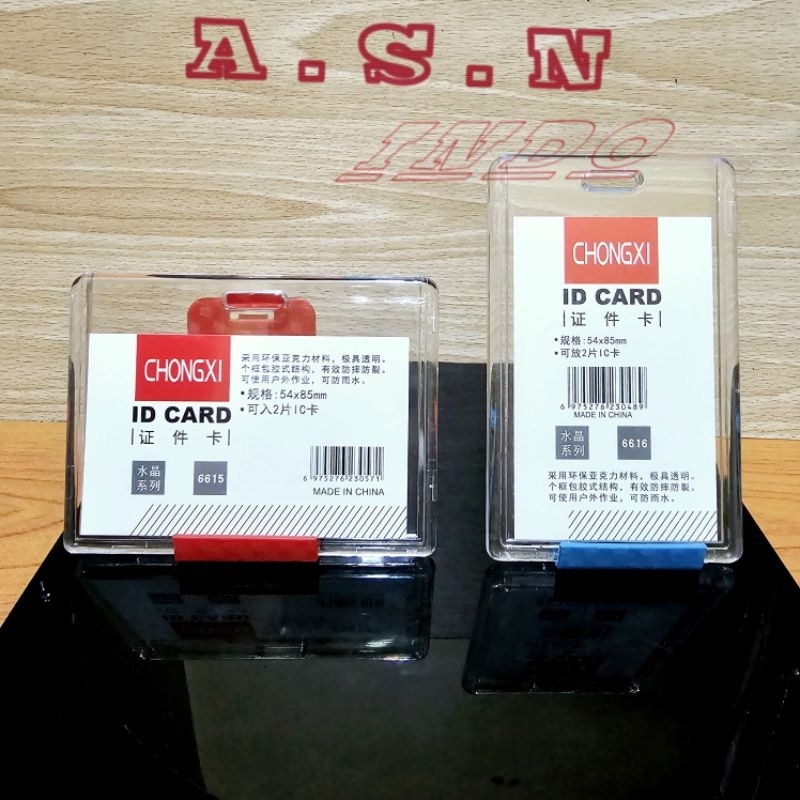 A.S.N
INDO
CHONGXI
ID CARD
证件卡
采用环保亚克力材料，极具透明。
个框包胶式结构，有效防摔防裂。
可使用户外作业，可防雨水。
•规格:54x85mm
•可入2片IC卡
水晶
系列
6615
6 975276 230571
MADE IN CHINA
CHONGXI
ID CARD
证件卡
•规格:54x85mm
•可放2片IC卡
6 975276 230489
MADE IN CHINA
水晶
系列
6616
采用环保亚克力材料，极具透明。
个框包胶式结构，有效防摔防裂。
可使用户外作业，可防雨水。